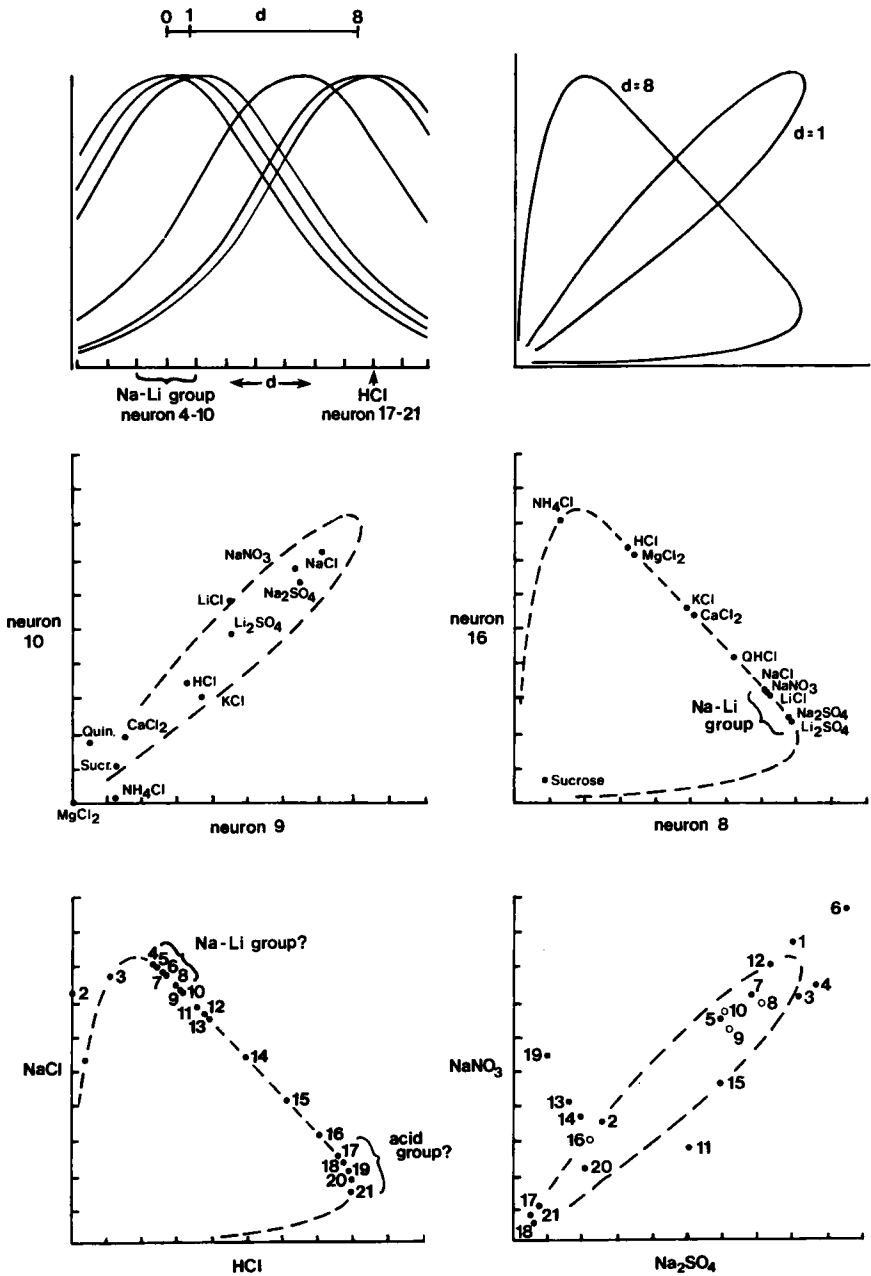 0 1 d 8
d=8
d=1
Na-Li group
neuron 4-10
d
HCl
neuron 17-21
neuron
10
NaNO3
NaCl
Na2SO4
LiCl
Li2SO4
HCl
KCl
Quin.
CaCl2
Sucr.
NH4Cl
MgCl2
neuron 9
neuron
16
NH4Cl
HCl
MgCl2
KCl
CaCl2
QHCl
NaCl
NaNO3
LiCl
Na-Li
group
Na2SO4
Li2SO4
Sucrose
neuron 8
NaCl
Na-Li group?
2
3
4
5
6
7
8
9
10
11
12
13
14
15
16
17
18
19
20
21
acid
group?
HCl
NaNO3
6
1
12
7
4
3
8
10
5
9
19
15
13
14
2
16
11
20
17
21
18
Na2SO4